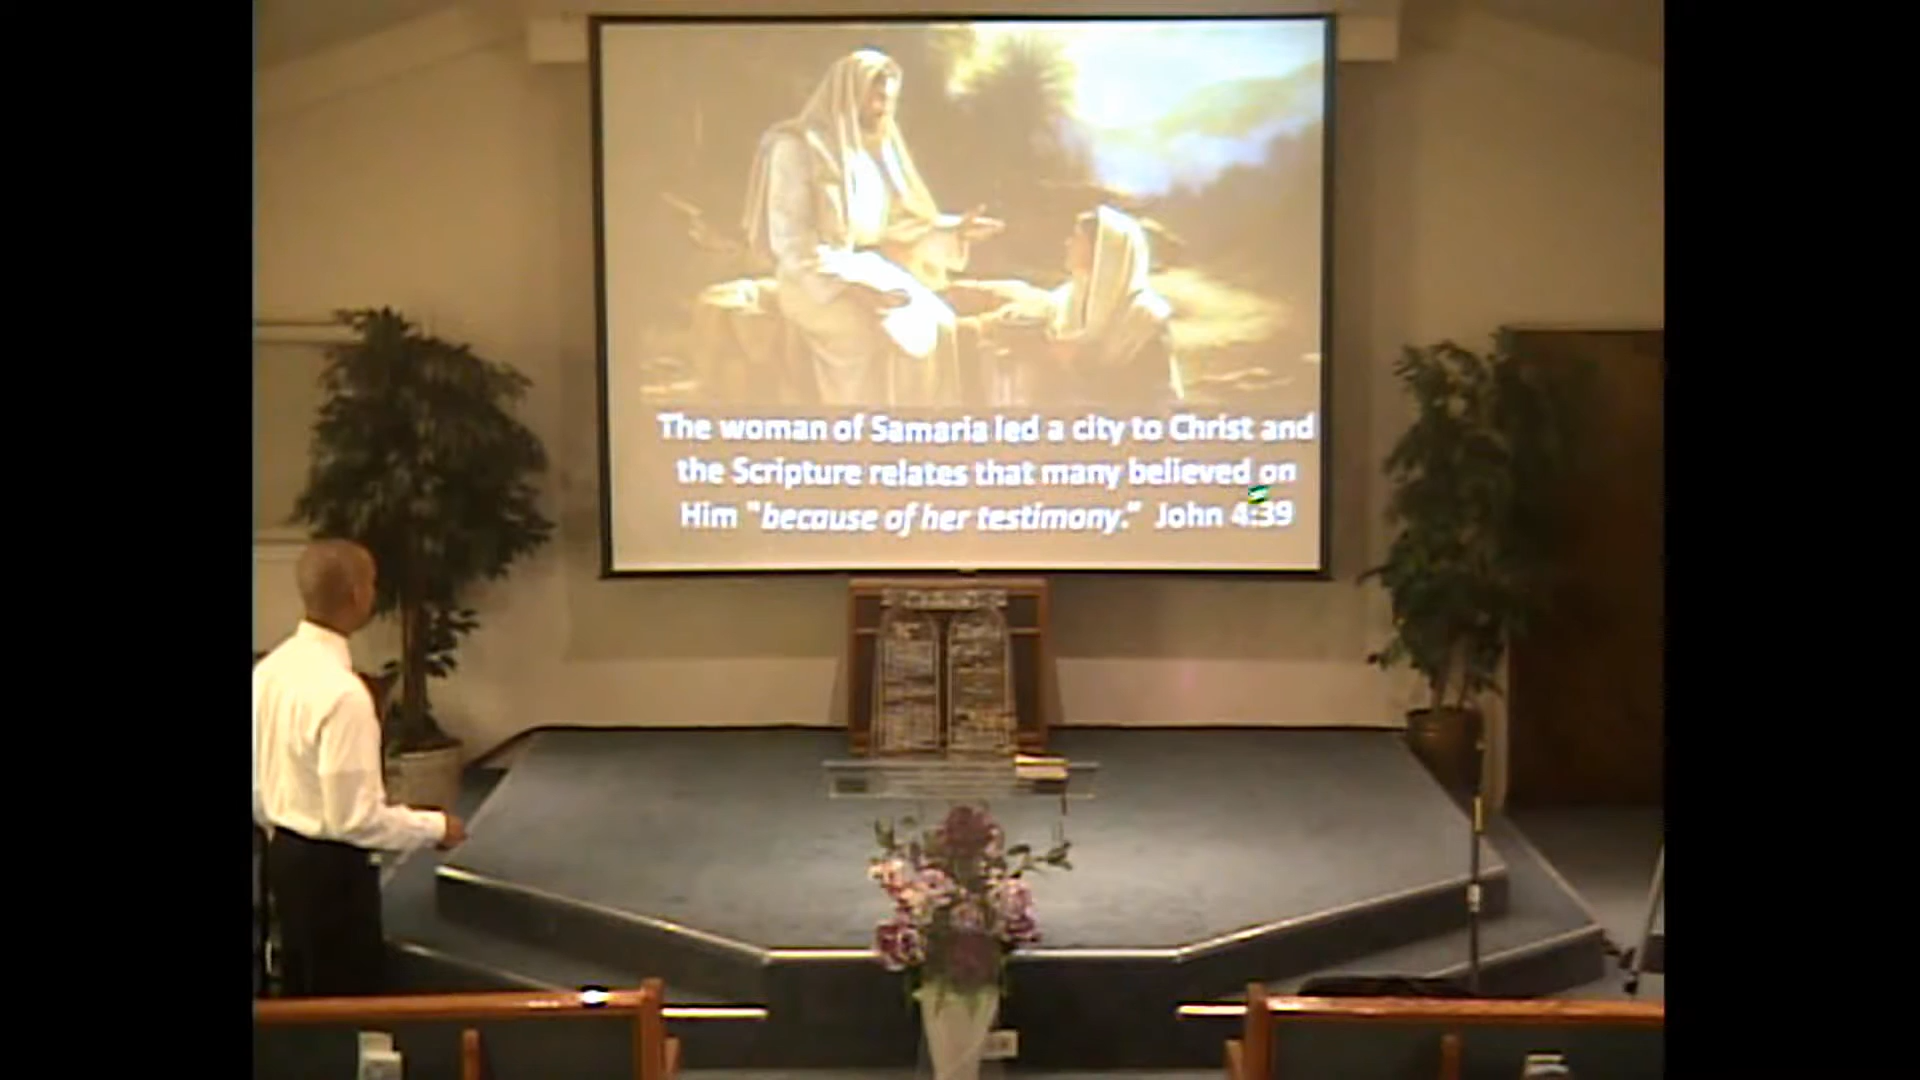 The woman of Samaria led a city to Christ and
the Scripture relates that many believed on
Him "because of her testimony." John 4:39